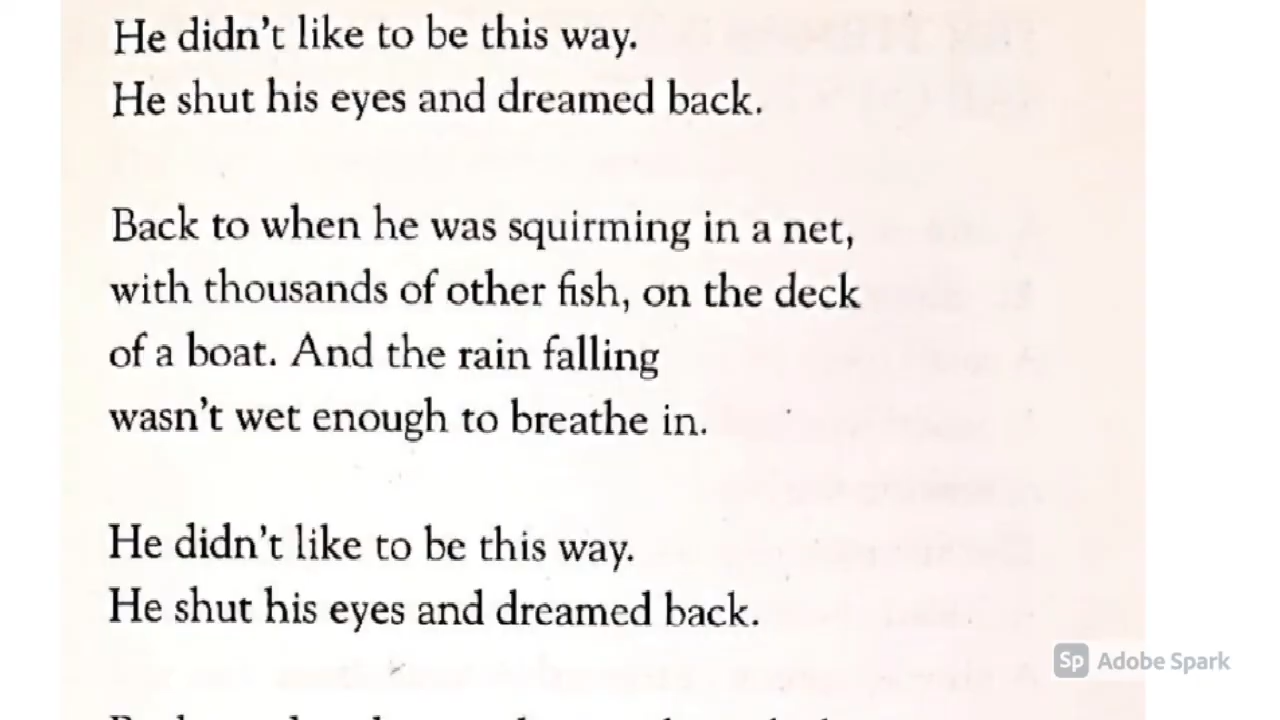 He didn't like to be this way.
He shut his eyes and dreamed back.
Back to when he was squirming in a net,
with thousands of other fish, on the deck
of a boat. And the rain falling
wasn't wet enough to breathe in.
He didn't like to be this way.
He shut his eyes and dreamed back.
Sp Adobe Spark